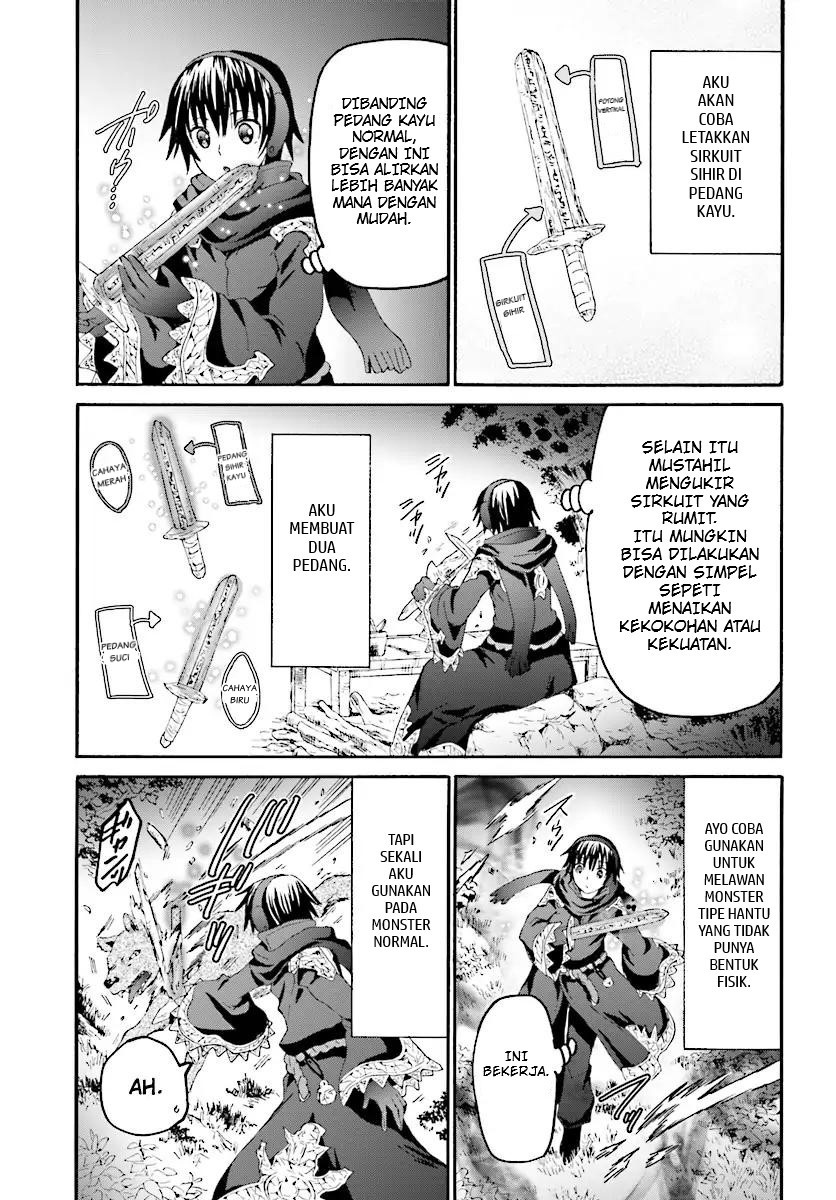 AKU
AKAN
COBA
LETAKKAN
SIRKUIT
SIHIR DI
PEDANG
KAYU.
POTONG
VERTIKAL
SIRKUIT
SIHIR
DIBANDING
PEDANG KAYU
NORMAL,
DENGAN INI
BISA ALIRKAN
LEBIH BANYAK
MANA DENGAN
MUDAH.
SELAIN ITU
MUSTAHIL
MENGUKIR
SIRKUIT YANG
RUMIT.
ITU MUNGKIN
BISA DILAKUKAN
DENGAN SIMPEL
SEPETI
MENAIKAN
KEKOKOHAN ATAU
KEKUATAN.
AKU
MEMBUAT
DUA
PEDANG.
PEDANG
SIHIR
KAYU
CAHAYA
MERAH
PEDANG
SUCI
CAHAYA
BIRU
AYO COBA
GUNAKAN
UNTUK
MELAWAN
MONSTER
TIPE HANTU
YANG TIDAK
PUNYA
BENTUK
FISIK.
INI
BEKERJA.
TAPI
SEKALI
AKU
GUNAKAN
PADA
MONSTER
NORMAL.
AH.